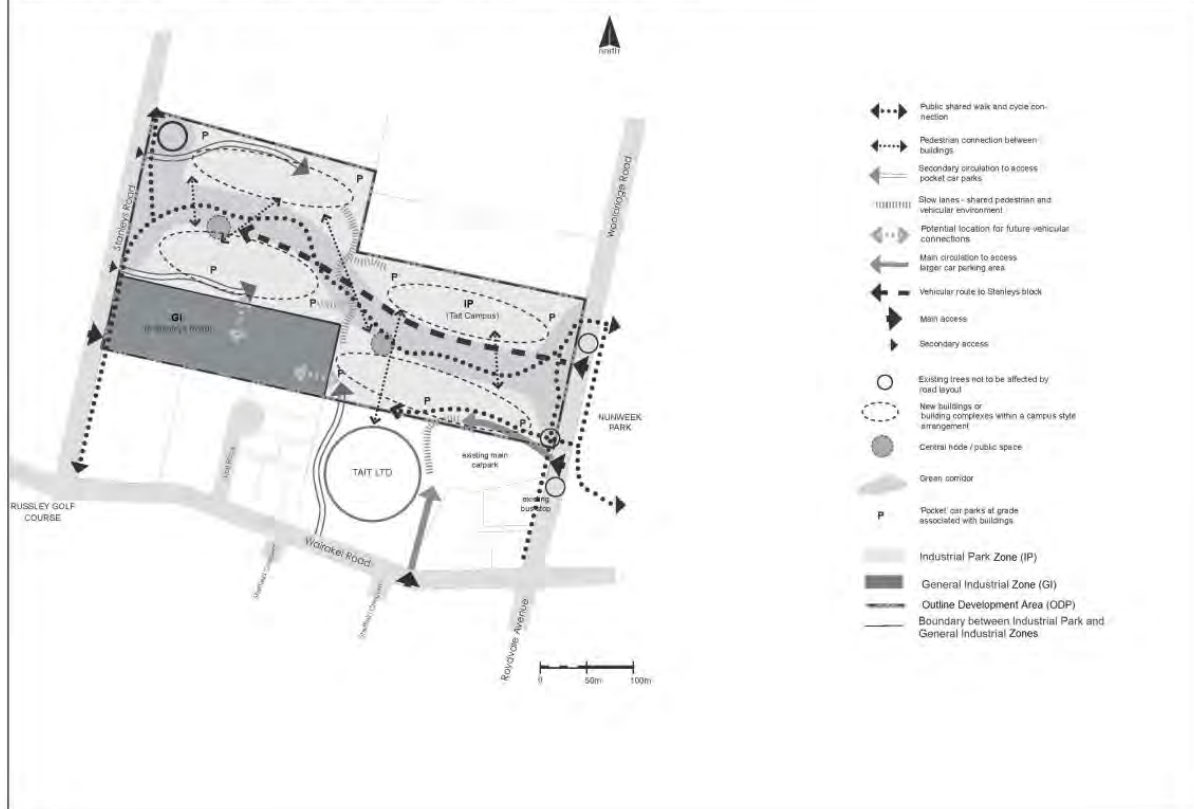 north
Public shared walk and cycle con-
nection
Pedestrian connection between
buildings
Secondary circulation to access
pocket car parks
Slow lanes - shared pedestrian and
vehicular environment
Potential location for future vehicular
connections
Main circulation to access
larger car parking area
Vehicular route to Stanleys block
Main access
Secondary access
Existing trees not to be affected by
road layout
New buildings or
building complexes within a campus style
arrangement
Central node / public space
Green corridor
P
'Pocket' car parks at grade
associated with buildings
Industrial Park Zone (IP)
General Industrial Zone (GI)
Outline Development Area (ODP)
Boundary between Industrial Park and
General Industrial Zones
Stanleys Road
Wooldridge Road
P
P
P
P
P
P
P
P
P
P
P
IP
(Tait Campus)
GI
NUNWEEK
PARK
TAIT LTD
existing main
carpark
existing
bus stop
RUSSLEY GOLF
COURSE
Wairakei Road
Sheffield Crescent
Sheffield Crescent
Roydvale Avenue
0
50m
100m